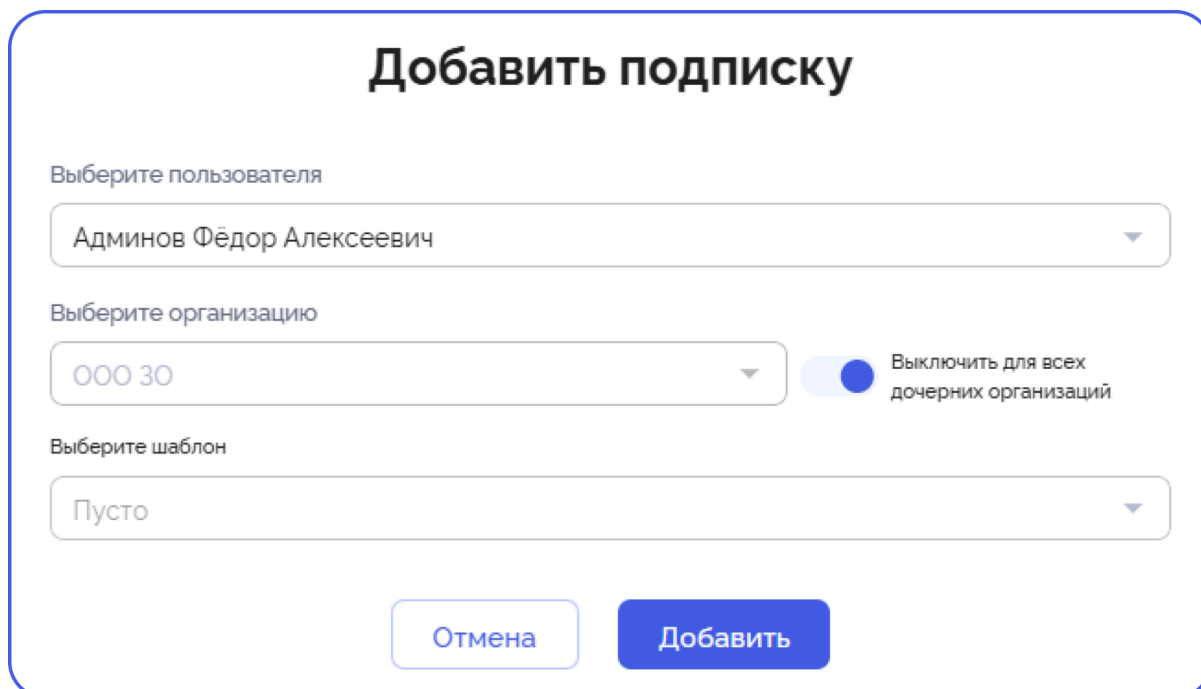 Добавить подписку
Выберите пользователя
Админов Фёдор Алексеевич
Выберите организацию
ООО ЗО
Выключить для всех
дочерних организаций
Выберите шаблон
Пусто
Отмена
Добавить